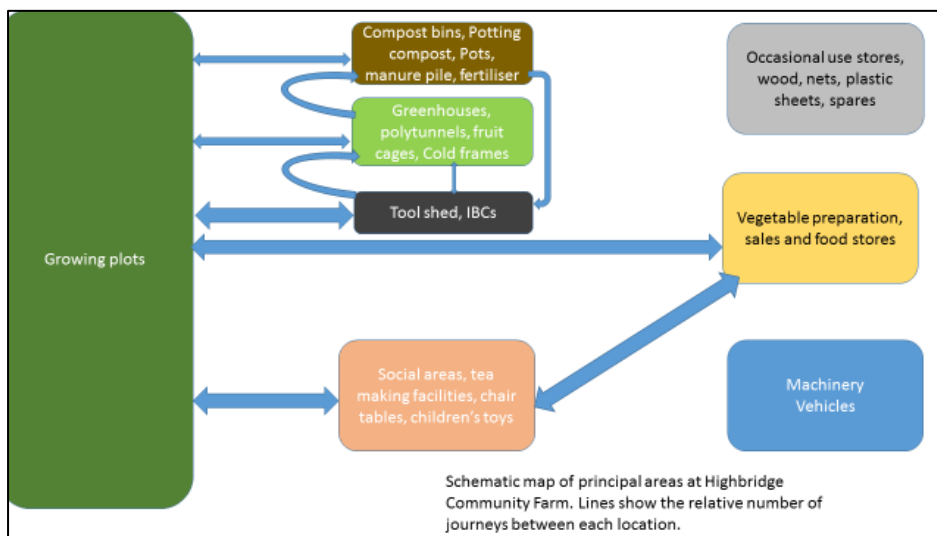 Growing plots
Compost bins, Potting
compost, Pots,
manure pile, fertiliser
Greenhouses,
polytunnels, fruit
cages, Cold frames
Tool shed, IBCs
Social areas, tea
making facilities, chair
tables, children's toys
Occasional use stores,
wood, nets, plastic
sheets, spares
Vegetable preparation,
sales and food stores
Machinery
Vehicles
Schematic map of principal areas at Highbridge
Community Farm. Lines show the relative number of
journeys between each location.